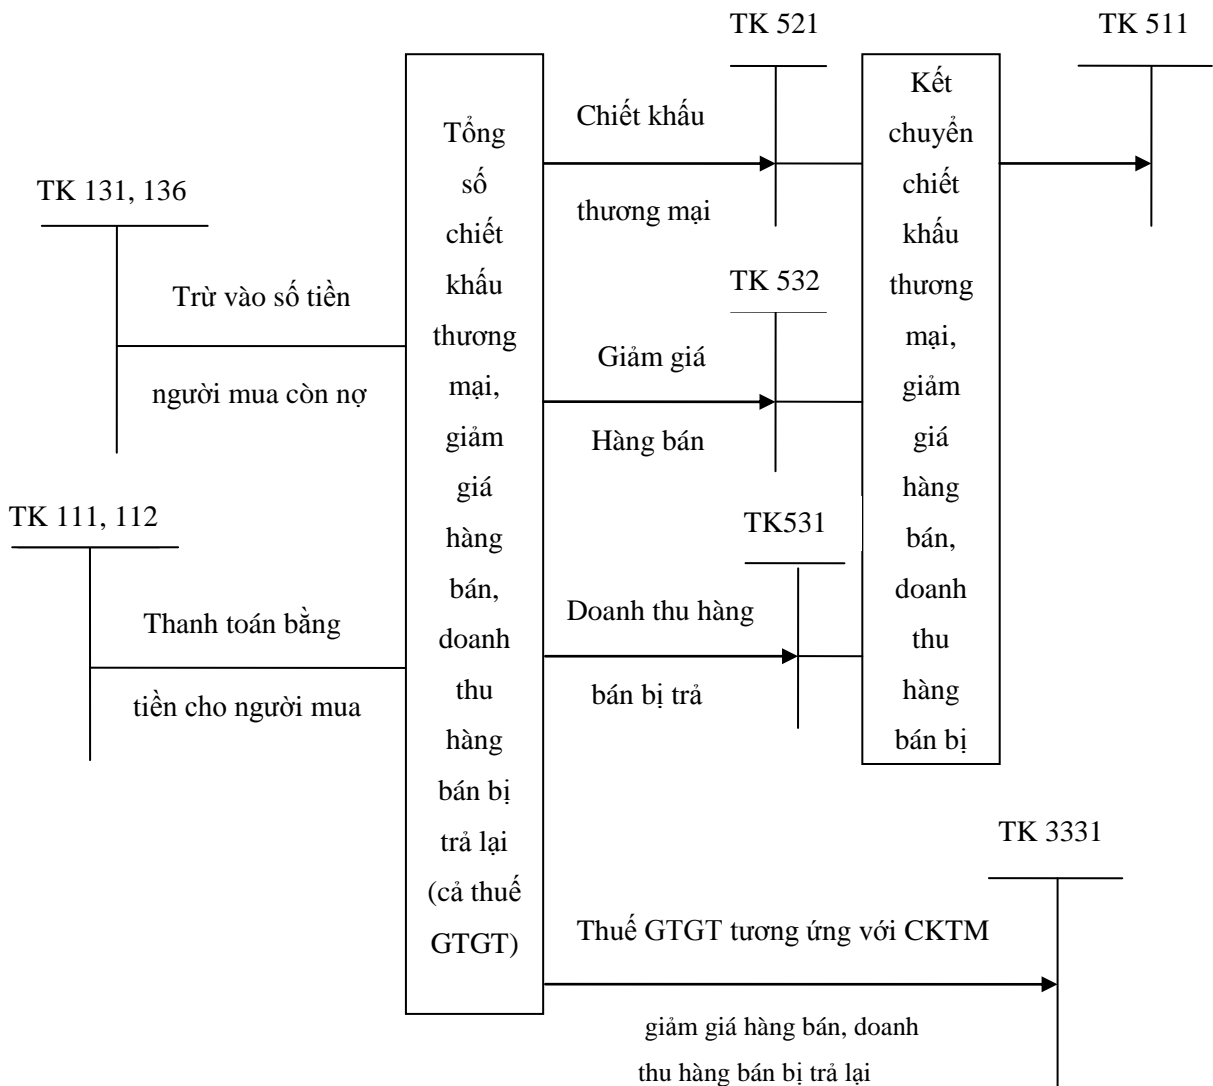 TK 521
TK 511
TK 131, 136
Trừ vào số tiền
người mua còn nợ
TK 111, 112
Thanh toán bằng
tiền cho người mua
Tổng
số
chiết
khấu
thương
mại,
giảm
giá
hàng
bán,
doanh
thu
hàng
bán bị
trả lại
(cả thuế
GTGT)
Chiết khấu
thương mại
TK 532
Giảm giá
Hàng bán
TK531
Doanh thu hàng
bán bị trả
Kết
chuyển
chiết
khấu
thương
mại,
giảm
giá
hàng
bán,
doanh
thu
hàng
bán bị
TK 3331
Thuế GTGT tương ứng với CKTM
giảm giá hàng bán, doanh
thu hàng bán bị trả lại